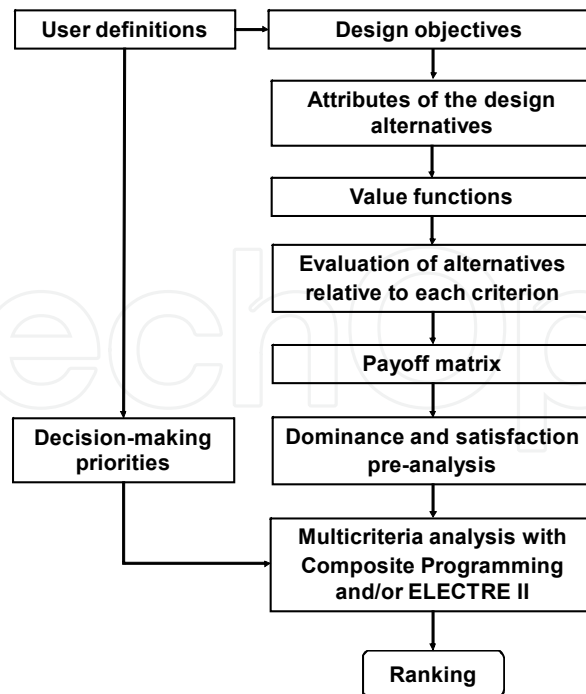 User definitions
Design objectives
Attributes of the design
alternatives
Value functions
Evaluation of alternatives
relative to each criterion
Payoff matrix
Decision-making
priorities
Dominance and satisfaction
pre-analysis
Multicriteria analysis with
Composite Programming
and/or ELECTRE II
Ranking
echOp